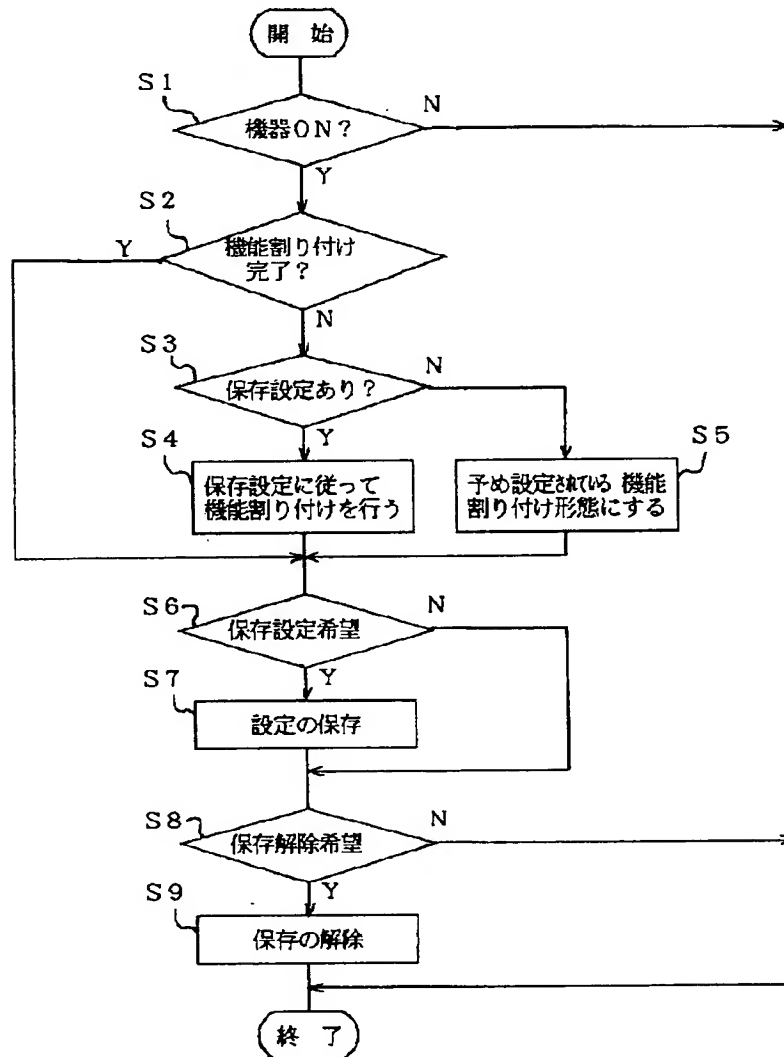 開 始
S1
N
機器ON?
Y
S2
Y
機能割り付け
完了?
N
S3
N
保存設定あり?
Y
S4
S5
保存設定に従って
機能割り付けを行う
予め設定されている 機能
割り付け形態にする
S6
N
保存設定希望
Y
S7
設定の保存
S8
N
保存解除希望
Y
S9
保存の解除
終 了